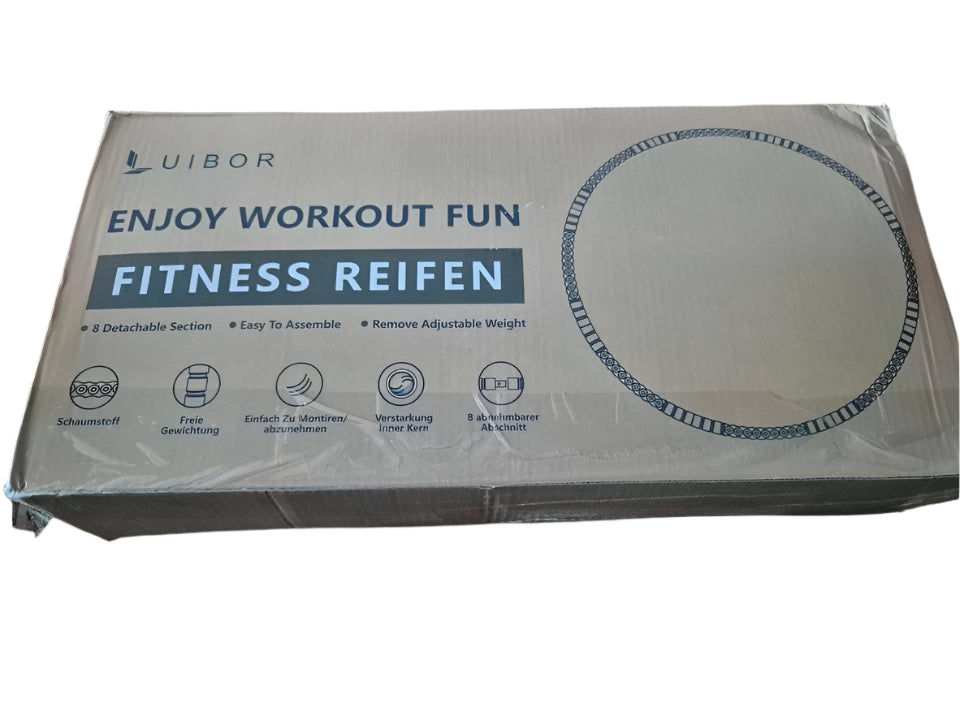 LUIBOR
ENJOY WORKOUT FUN
FITNESS REIFEN
• 8 Detachable Section • Easy To Assemble • Remove Adjustable Weight
Schaumstoff
Freie
Gewichtung
Einfach Zu Montiren/
abzunehmen
Verstarkung
Inner Kern
8 abnehmbarer
Abschnitt